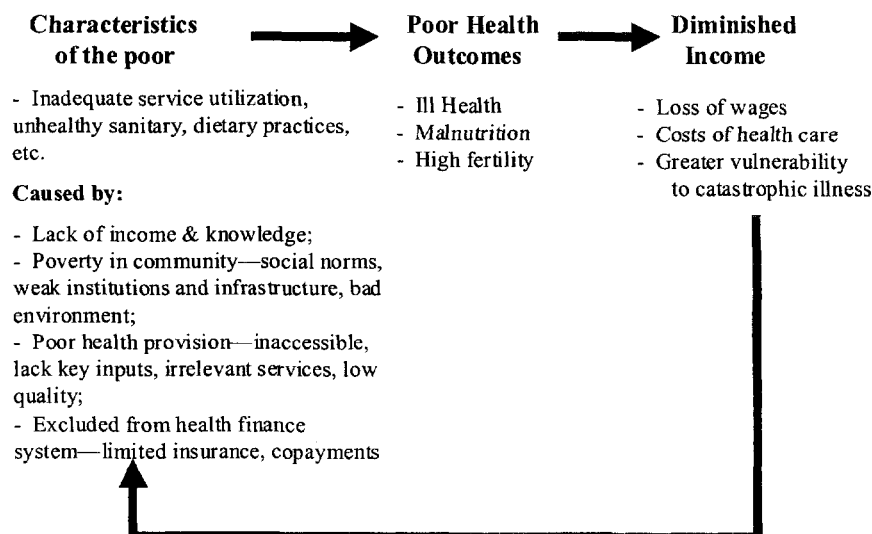 Characteristics
of the poor
- Inadequate service utilization,
unhealthy sanitary, dietary practices,
etc.
Caused by:
- Lack of income & knowledge;
- Poverty in community—social norms,
weak institutions and infrastructure, bad
environment;
- Poor health provision—inaccessible,
lack key inputs, irrelevant services, low
quality;
- Excluded from health finance
system—limited insurance, copayments
Poor Health
Outcomes
- Ill Health
- Malnutrition
- High fertility
Diminished
Income
- Loss of wages
- Costs of health care
- Greater vulnerability
to catastrophic illness